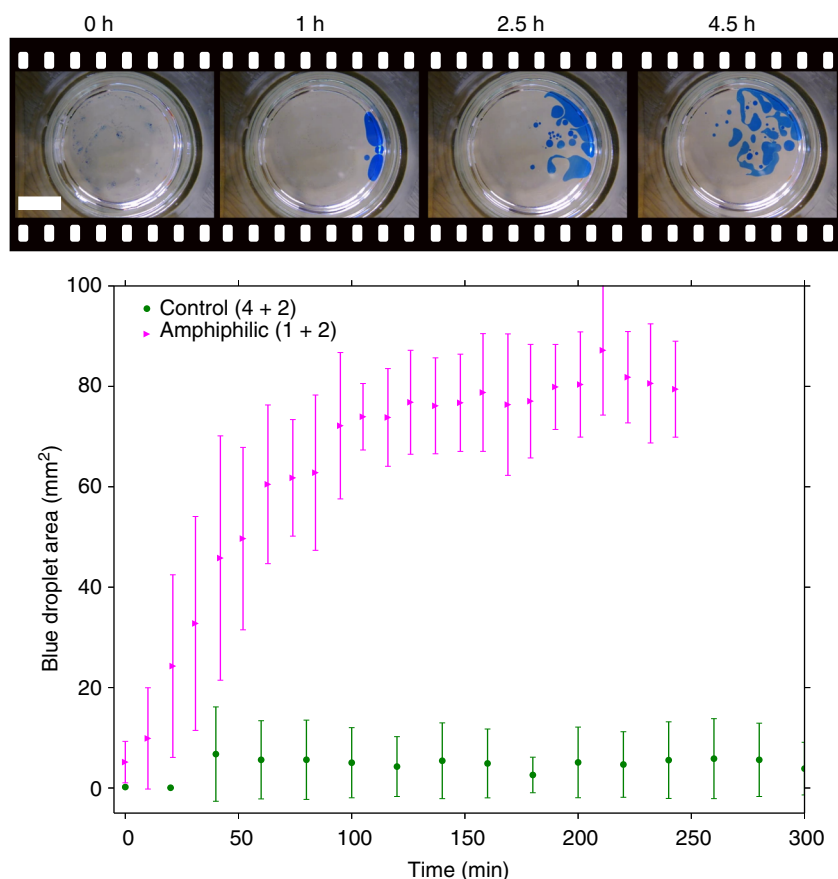 0 h 1 h 2.5 h 4.5 h
100
80
60
40
20
0
Blue droplet area (mm²)
Control (4 + 2)
Amphiphilic (1 + 2)
0 50 100 150 200 250 300
Time (min)